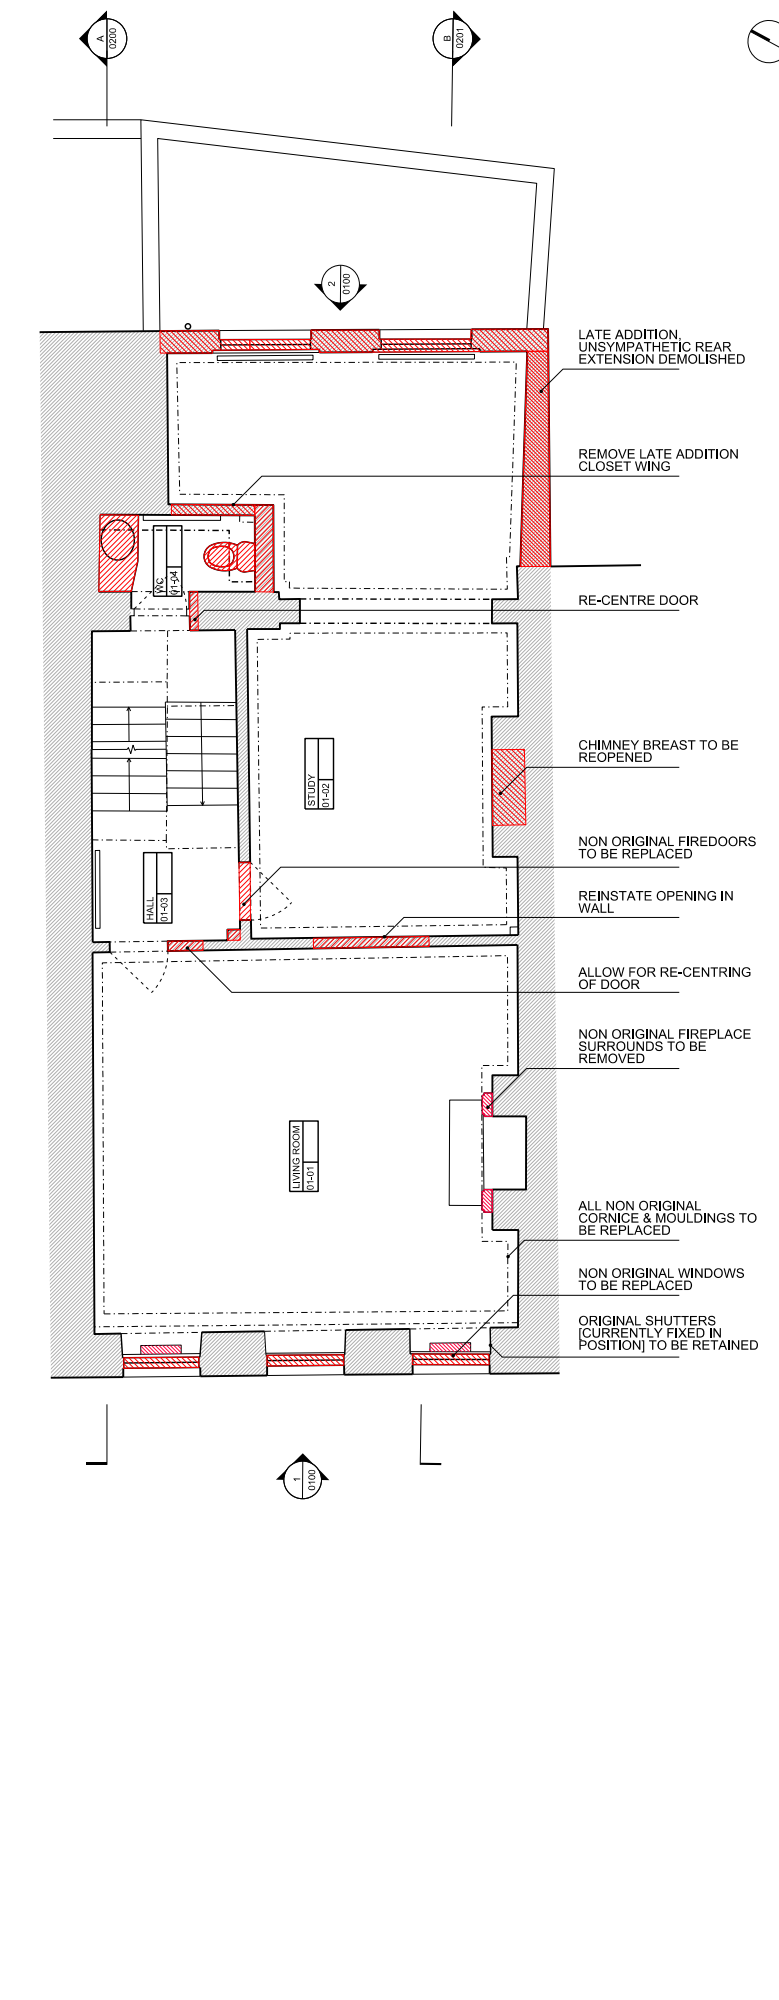 A
0200
B
0201
2
0100
LATE ADDITION,
UNSYMPATHETIC REAR
EXTENSION DEMOLISHED
REMOVE LATE ADDITION
CLOSET WING
WC
01-04
RE-CENTRE DOOR
CHIMNEY BREAST TO BE
REOPENED
STUDY
01-02
NON ORIGINAL FIREDOORS
TO BE REPLACED
HALL
01-03
REINSTATE OPENING IN
WALL
ALLOW FOR RE-CENTRING
OF DOOR
NON ORIGINAL FIREPLACE
SURROUNDS TO BE
REMOVED
LIVING ROOM
01-01
ALL NON ORIGINAL
CORNICE & MOULDINGS TO
BE REPLACED
NON ORIGINAL WINDOWS
TO BE REPLACED
ORIGINAL SHUTTERS
[CURRENTLY FIXED IN
POSITION] TO BE RETAINED
1
0100